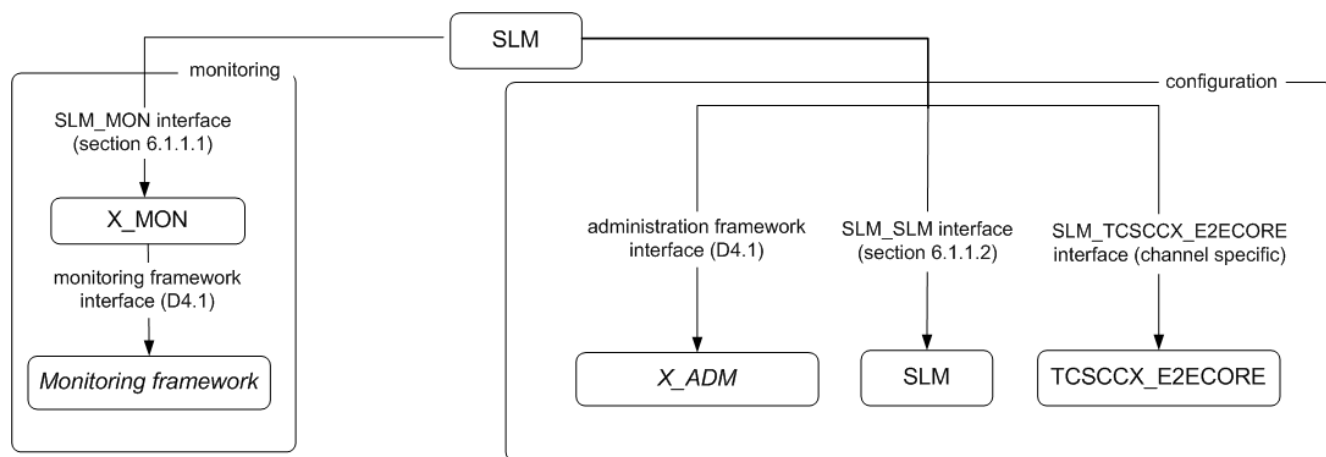 SLM
monitoring
SLM_MON interface
(section 6.1.1.1)
X_MON
monitoring framework
interface (D4.1)
Monitoring framework
configuration
administration framework
interface (D4.1)
X_ADM
SLM_SLM interface
(section 6.1.1.2)
SLM
SLM_TCSCCX_E2ECORE
interface (channel specific)
TCSCCX_E2ECORE